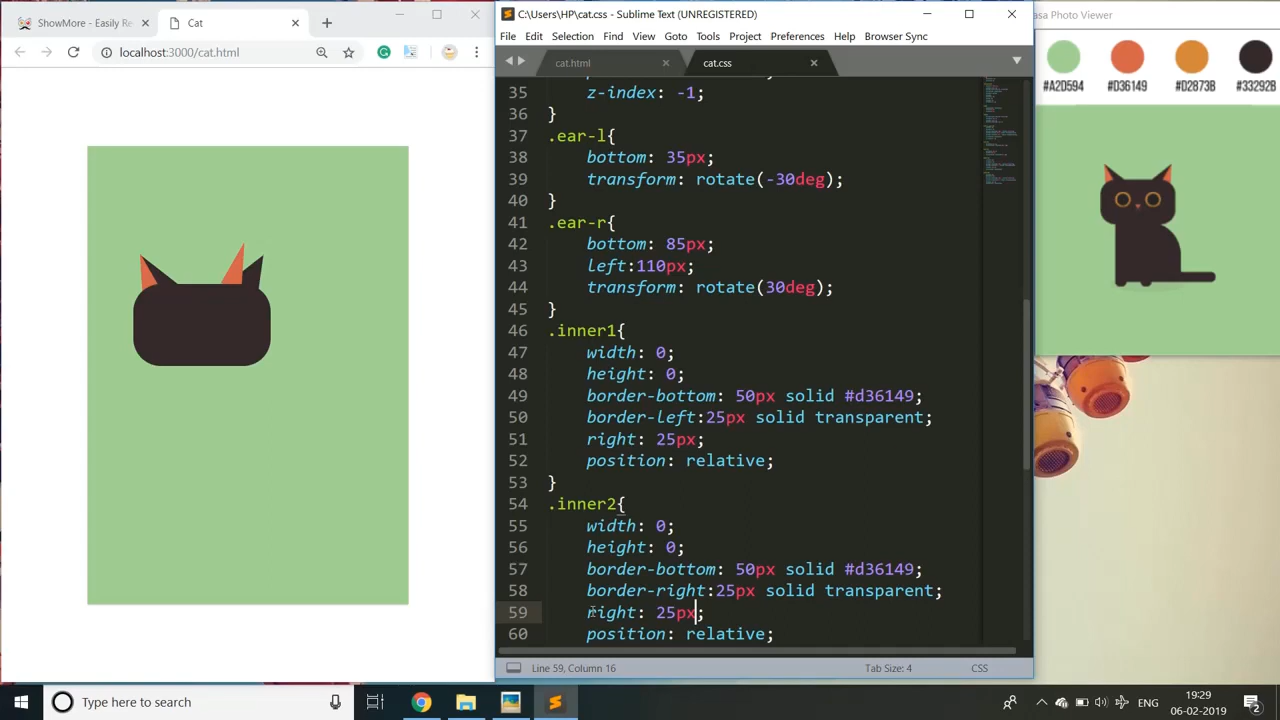 ShowMore - Easily Re
Cat
localhost:3000/cat.html
C:\Users\HP\cat.css - Sublime Text (UNREGISTERED)
File Edit Selection Find View Goto Project Preferences Help Browser Sync
cat.html
cat.css
35 z-index: -1;
36 }
37 .ear-l{
38 bottom: 35px;
39 transform: rotate(-30deg);
40 }
41 .ear-r{
42 bottom: 85px;
43 left:110px;
44 transform: rotate(30deg);
45 }
46 .inner1{
47 width: 0;
48 height: 0;
49 border-bottom: 50px solid #d36149;
50 border-left:25px solid transparent;
51 right: 25px;
52 position: relative;
53 }
54 .inner2{
55 width: 0;
56 height: 0;
57 border-bottom: 50px solid #d36149;
58 border-right:25px solid transparent;
59 right: 25px;
60 position: relative;
Line 59, Column 16
Tab Size: 4
CSS
asa Photo Viewer
#A2D594 #D36149 #D2873B #33292B
Type here to search
ENG
19:29
06-02-2019
2